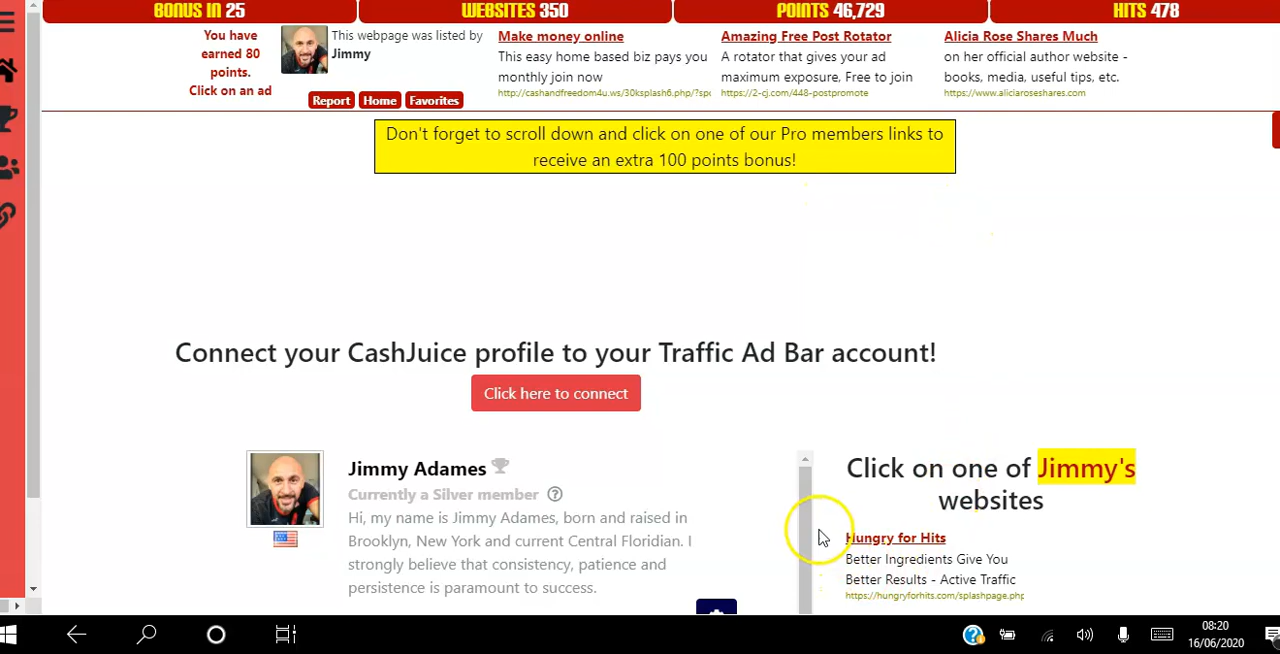 BONUS IN 25
WEBSITES 350
POINTS 46,729
HITS 478
You have
earned 80
points.
Click on an ad
This webpage was listed by
Jimmy
Report
Home
Favorites
Make money online
This easy home based biz pays you
monthly join now
http://cashandfreedom4u.ws/30ksplash6.php/?spo
Amazing Free Post Rotator
A rotator that gives your ad
maximum exposure, Free to join
https://2-cj.com/448-postpromote
Alicia Rose Shares Much
on her official author website -
books, media, useful tips, etc.
https://www.aliciaroseshares.com
Don't forget to scroll down and click on one of our Pro members links to
receive an extra 100 points bonus!
Connect your CashJuice profile to your Traffic Ad Bar account!
Click here to connect
Jimmy Adames
Currently a Silver member ?
Hi, my name is Jimmy Adames, born and raised in
Brooklyn, New York and current Central Floridian. I
strongly believe that consistency, patience and
persistence is paramount to success.
Click on one of Jimmy's
websites
Hungry for Hits
Better Ingredients Give You
Better Results - Active Traffic
https://hungryforhits.com/splashpage.php
08:20
16/06/2020